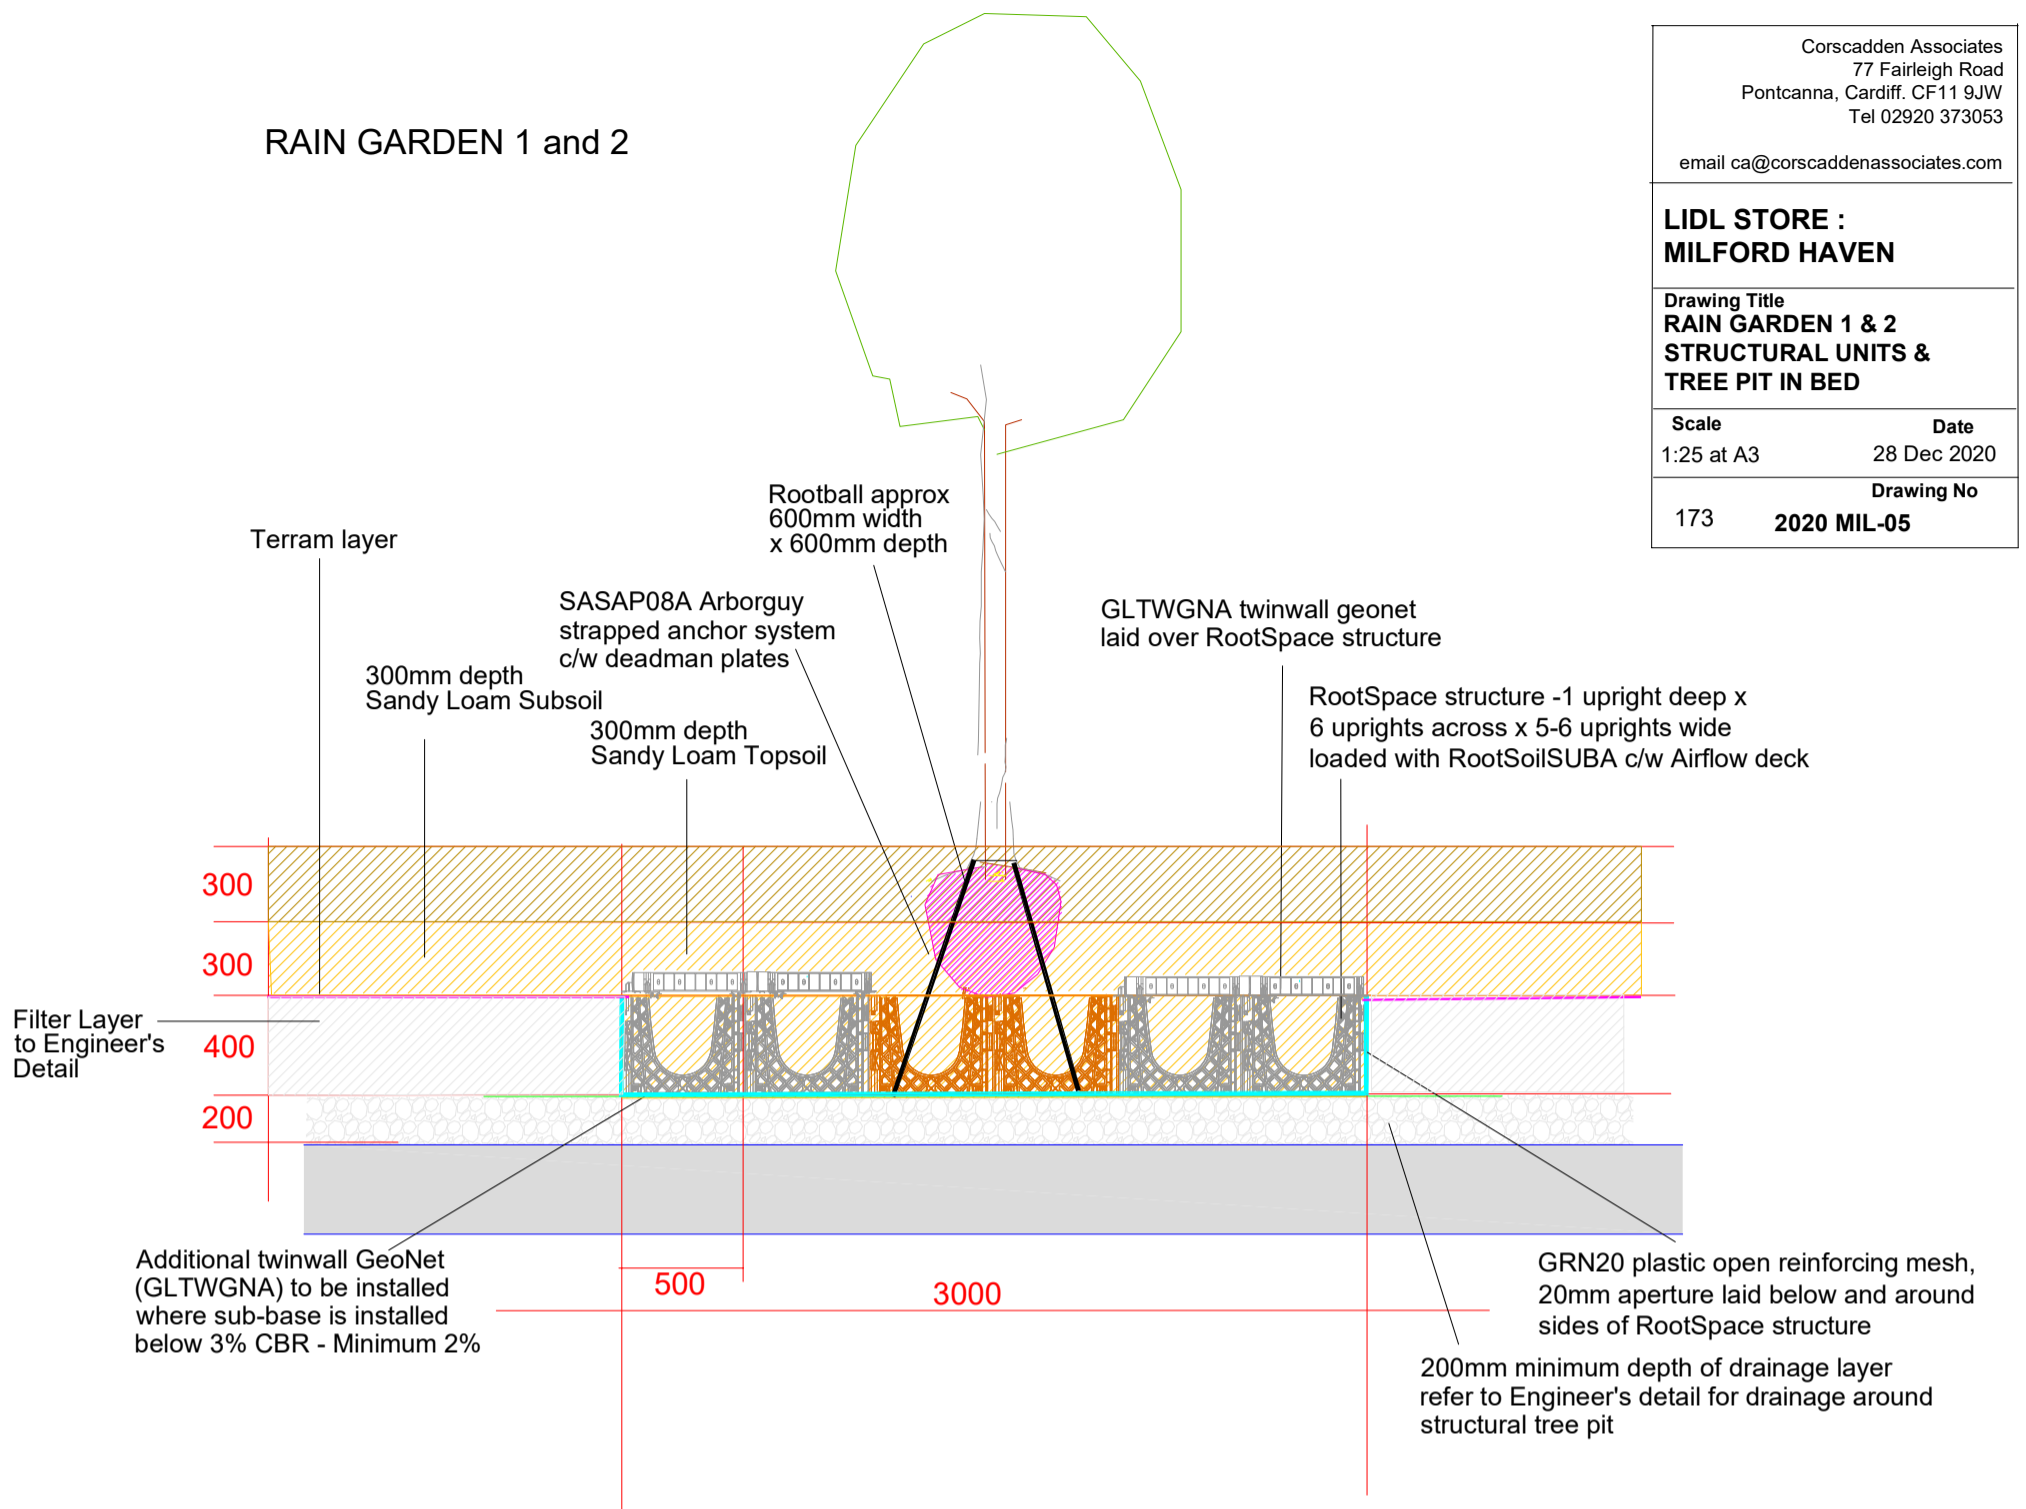 RAIN GARDEN 1 and 2
Corscadden Associates
77 Fairleigh Road
Pontcanna, Cardiff. CF11 9JW
Tel 02920 373053
email ca@corscaddenassociates.com
LIDL STORE :
MILFORD HAVEN
Drawing Title
RAIN GARDEN 1 & 2
STRUCTURAL UNITS &
TREE PIT IN BED
Scale
Date
1:25 at A3
28 Dec 2020
Drawing No
173
2020 MIL-05
Rootball approx
600mm width
x 600mm depth
Terram layer
SASAP08A Arborguy
strapped anchor system
c/w deadman plates
GLTWGNA twinwall geonet
laid over RootSpace structure
300mm depth
Sandy Loam Subsoil
RootSpace structure -1 upright deep x
6 uprights across x 5-6 uprights wide
loaded with RootSoilSUBA c/w Airflow deck
300mm depth
Sandy Loam Topsoil
300
300
Filter Layer
to Engineer's
Detail
400
200
Additional twinwall GeoNet
(GLTWGNA) to be installed
where sub-base is installed
below 3% CBR - Minimum 2%
500
3000
GRN20 plastic open reinforcing mesh,
20mm aperture laid below and around
sides of RootSpace structure
200mm minimum depth of drainage layer
refer to Engineer's detail for drainage around
structural tree pit